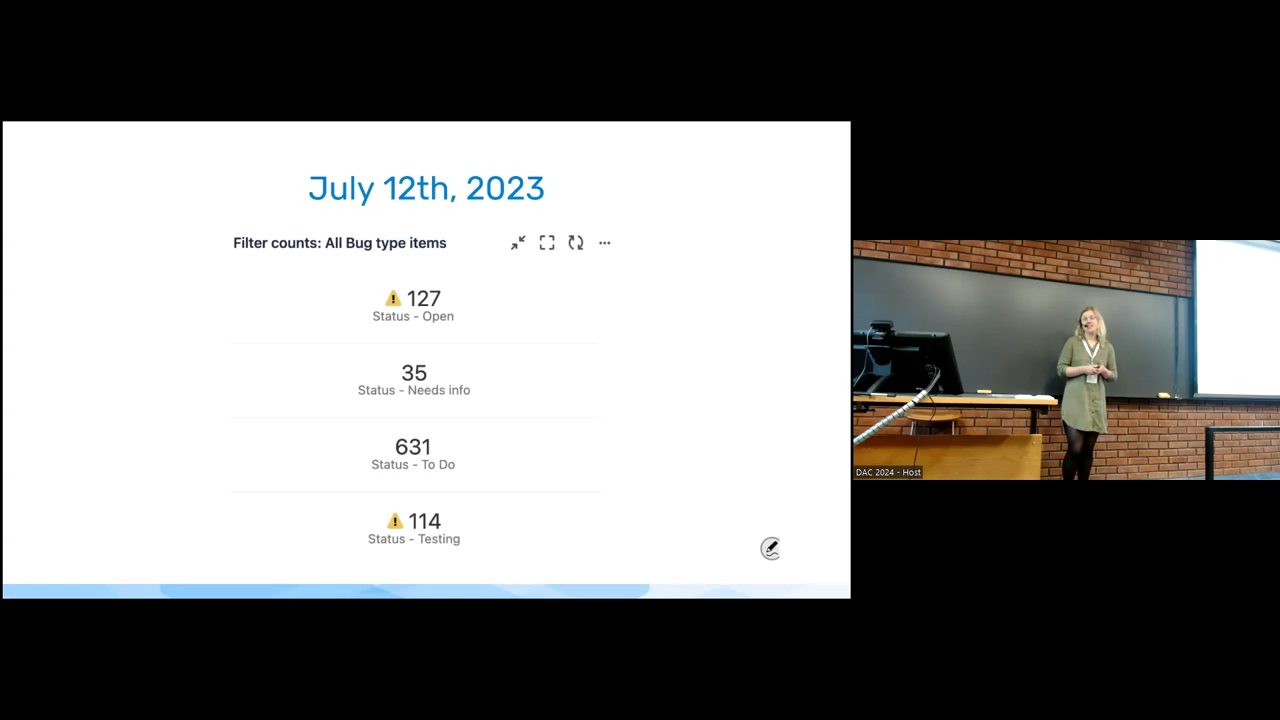 July 12th, 2023
Filter counts: All Bug type items
127
Status - Open
35
Status - Needs info
631
Status - To Do
114
Status - Testing
DAC 2024 - Host